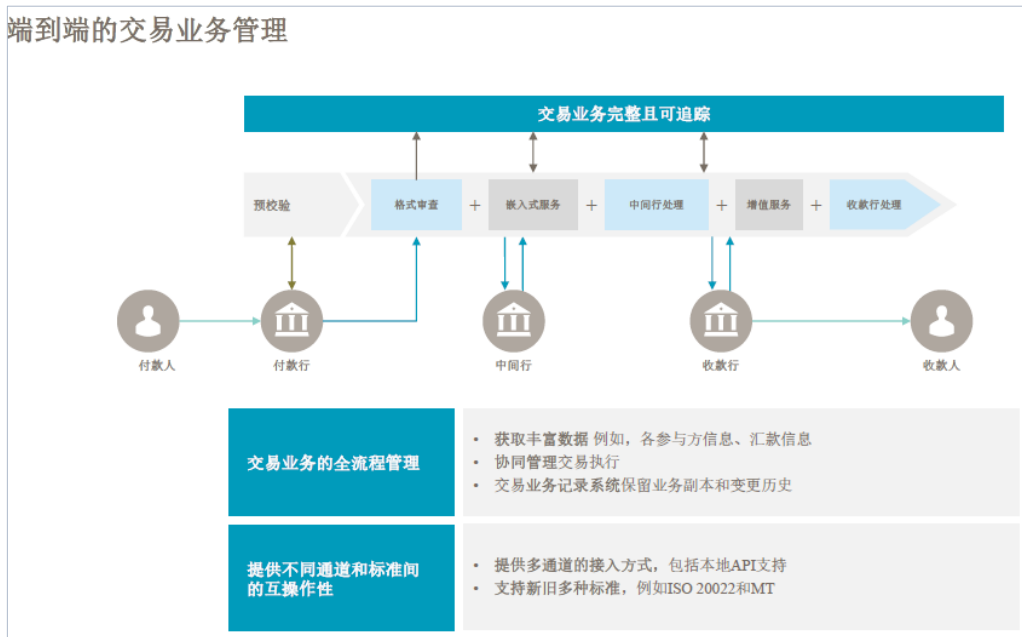 端到端的交易业务管理
交易业务完整且可追踪
预校验
格式审查
+
嵌入式服务
+
中间行处理
+
增值服务
+
收款行处理
付款人
付款行
中间行
收款行
收款人
交易业务的全流程管理
• 获取丰富数据 例如，各参与方信息、汇款信息
• 协同管理交易执行
• 交易业务记录系统保留业务副本和变更历史
提供不同通道和标准间
的互操作性
• 提供多通道的接入方式，包括本地API支持
• 支持新旧多种标准，例如ISO 20022和MT